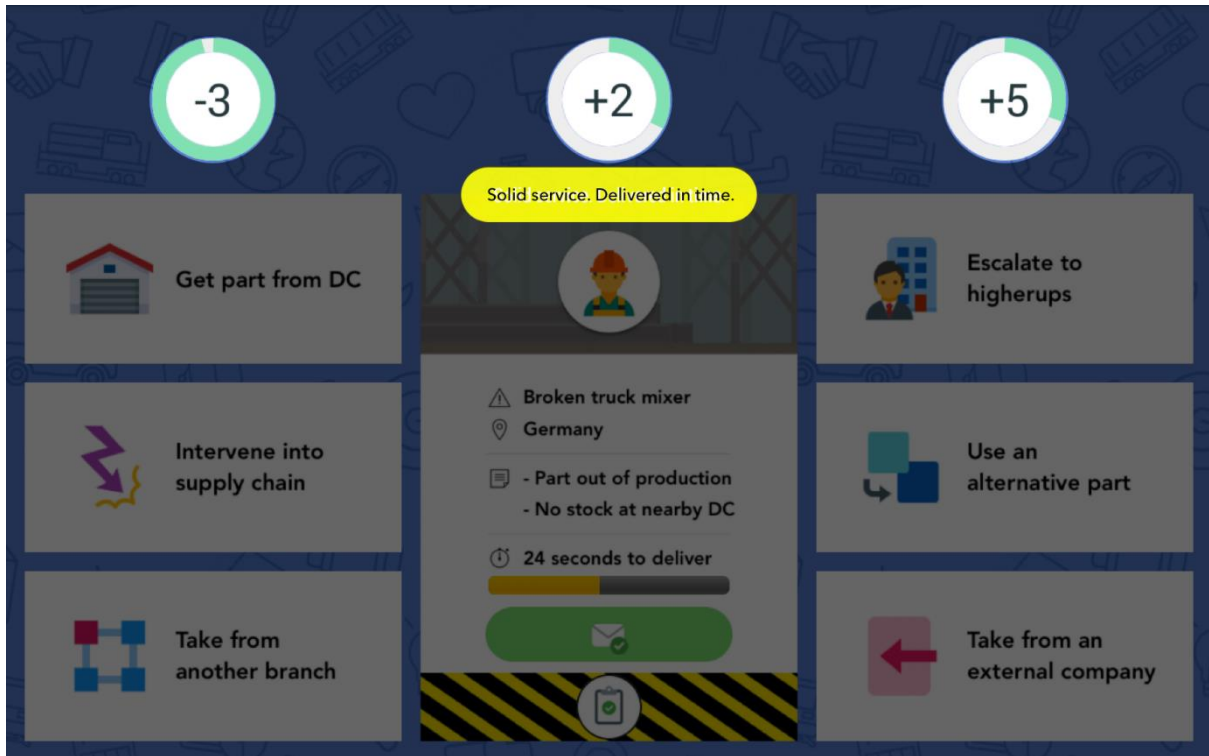 -3
+2
+5
Solid service. Delivered in time.
Get part from DC
Intervene into
supply chain
Take from
another branch
Broken truck mixer
Germany
- Part out of production
- No stock at nearby DC
24 seconds to deliver
Escalate to
higherups
Use an
alternative part
Take from an
external company